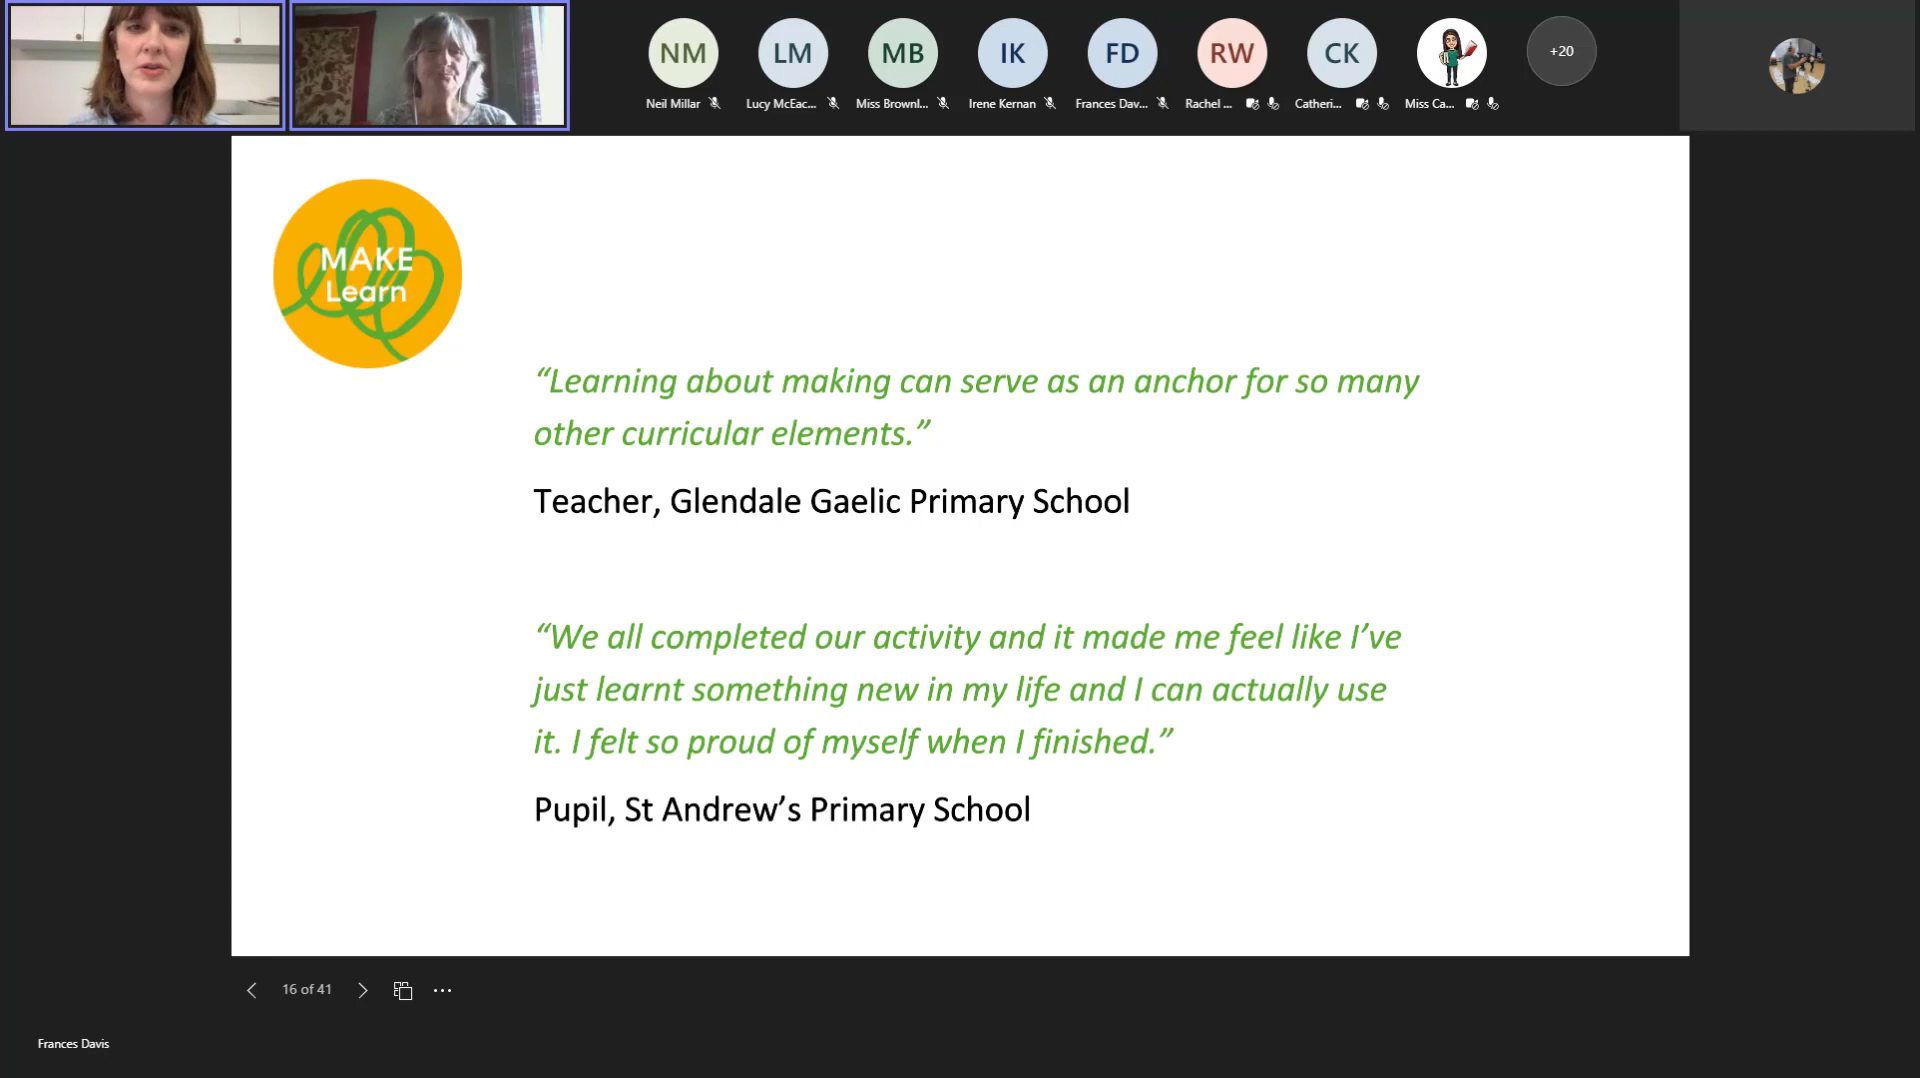 NM
LM
MB
IK
FD
RW
CK
+20
Neil Millar
Lucy McEac...
Miss Brownl...
Irene Kernan
Frances Dav...
Rachel ...
Catheri...
Miss Ca...
MAKE
Learn
“Learning about making can serve as an anchor for so many
other curricular elements.”
Teacher, Glendale Gaelic Primary School
“We all completed our activity and it made me feel like I’ve
just learnt something new in my life and I can actually use
it. I felt so proud of myself when I finished.”
Pupil, St Andrew’s Primary School
16 of 41
Frances Davis